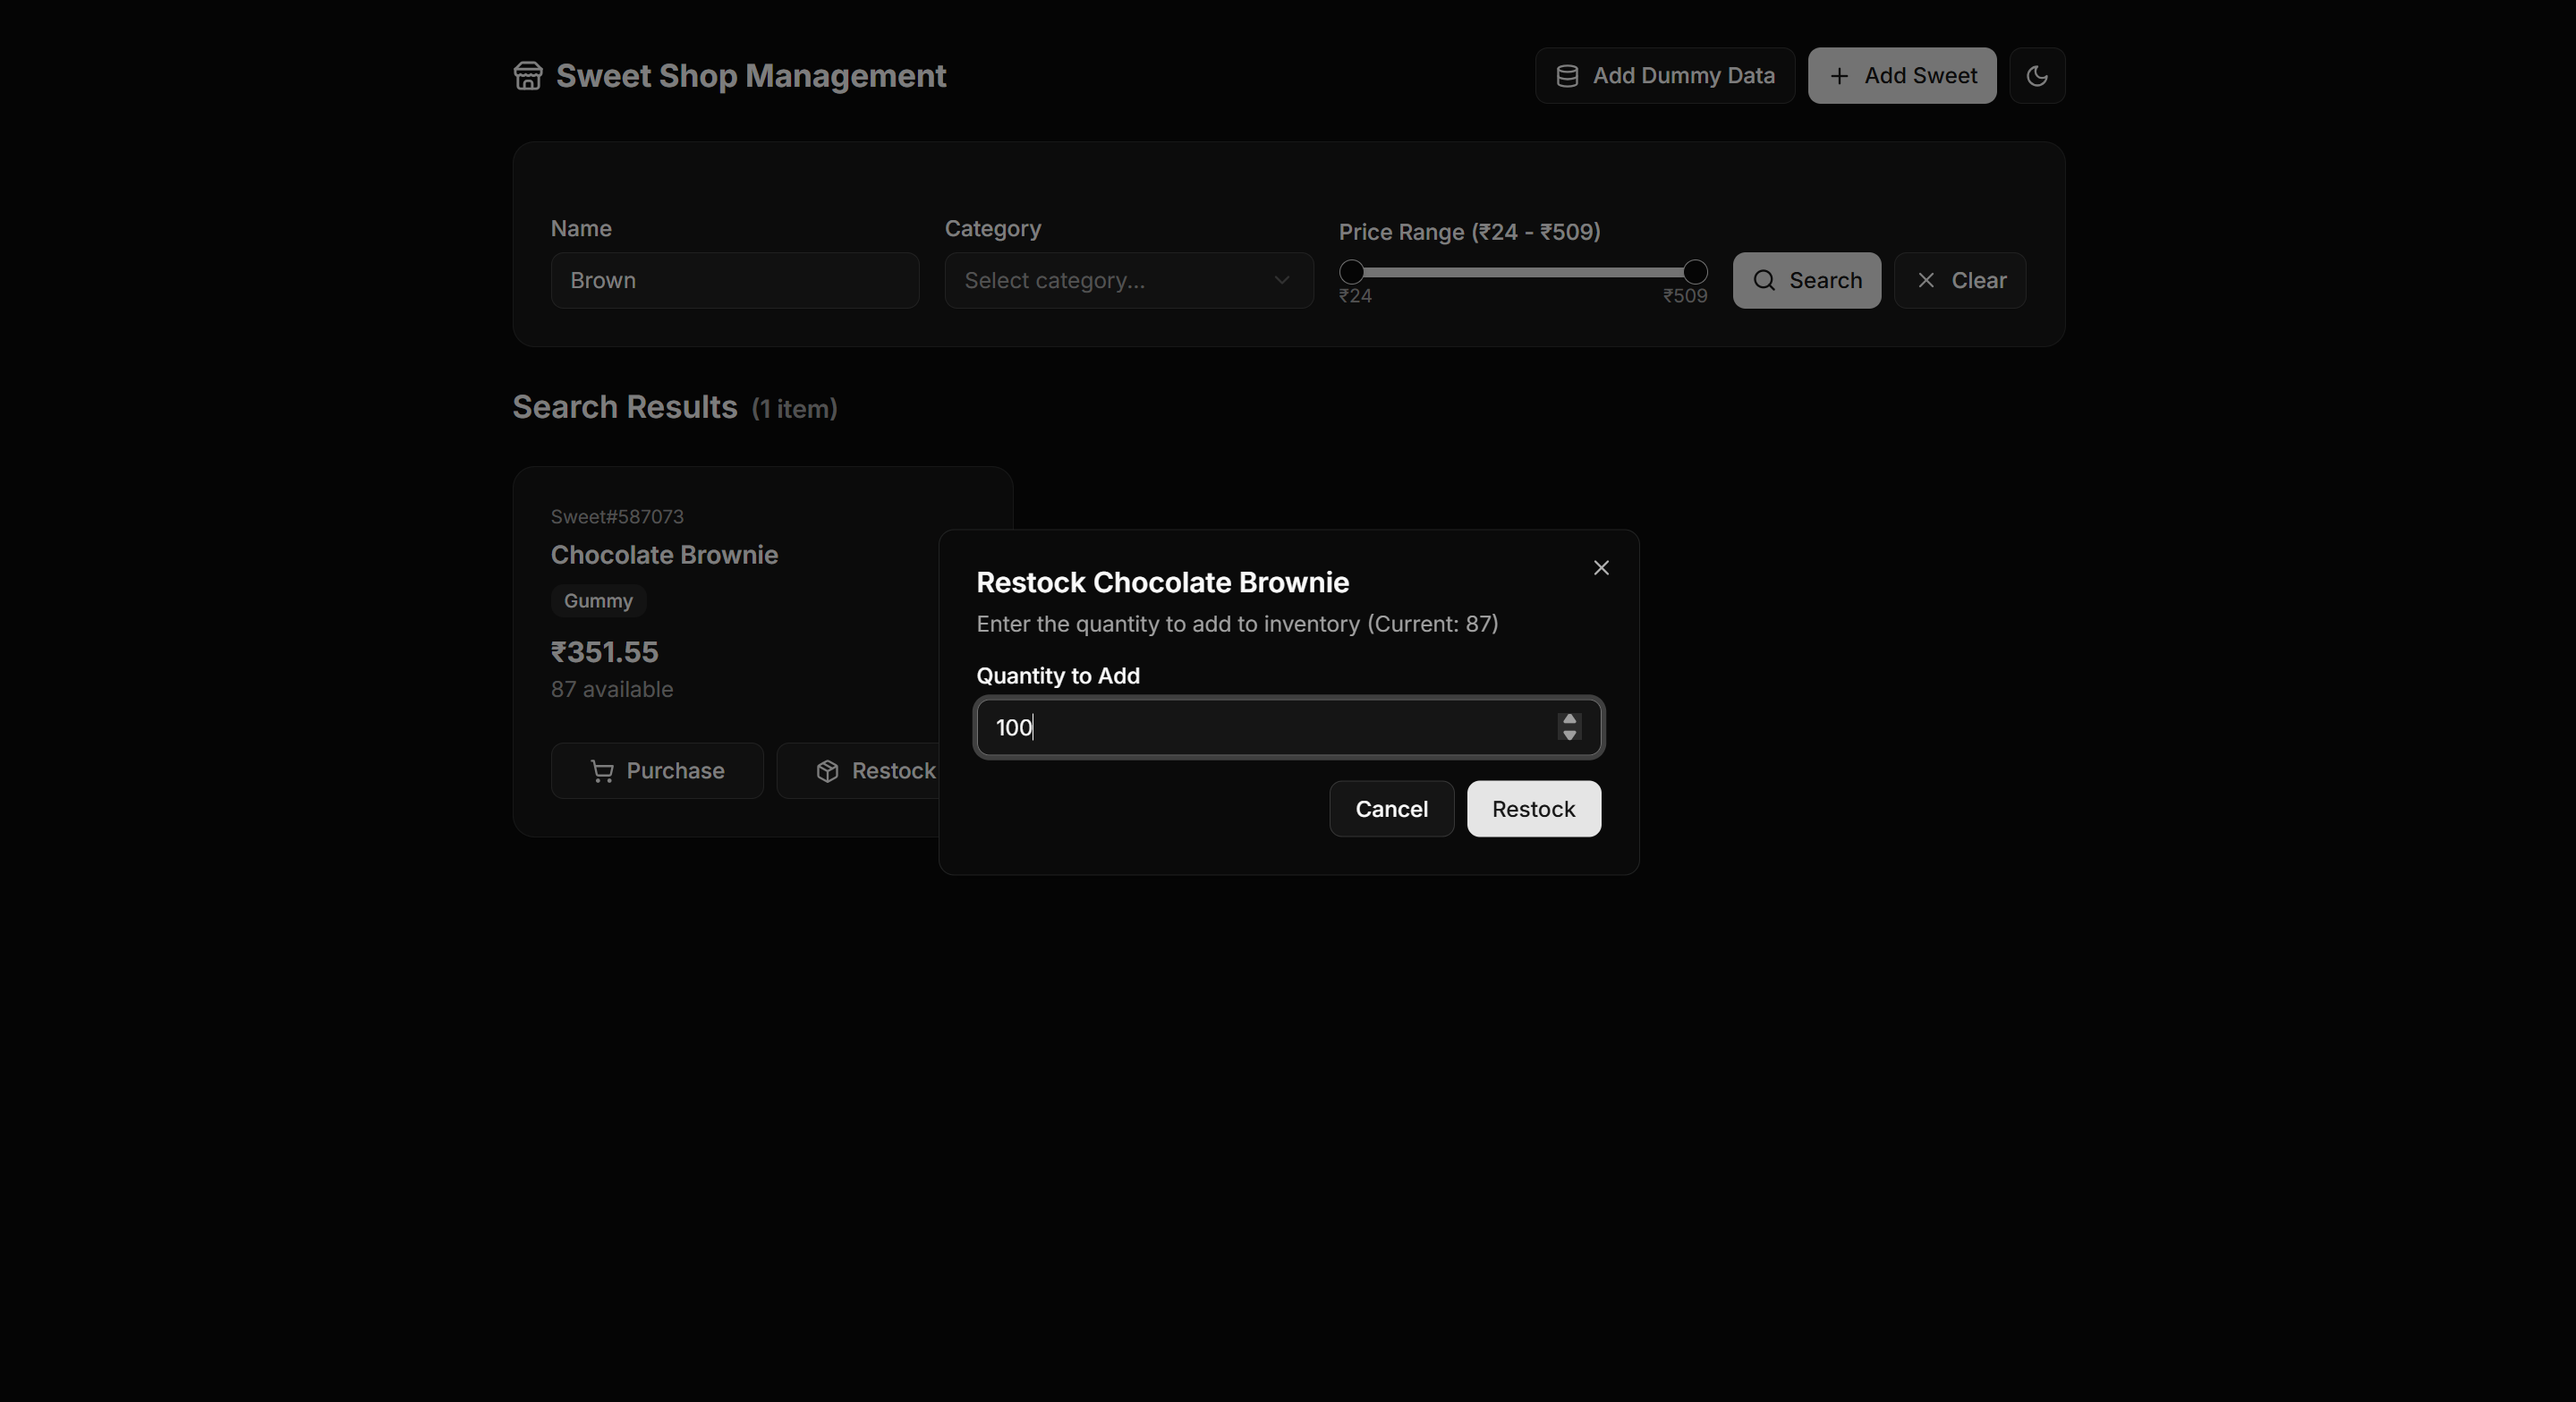 Sweet Shop Management
Add Dummy Data
Add Sweet
Name
Category
Price Range (₹24 - ₹509)
Brown
Select category...
₹24
₹509
Search
Clear
Search Results (1 item)
Sweet#587073
Chocolate Brownie
Gummy
₹351.55
87 available
Purchase
Restock
Restock Chocolate Brownie
Enter the quantity to add to inventory (Current: 87)
Quantity to Add
100
Cancel
Restock